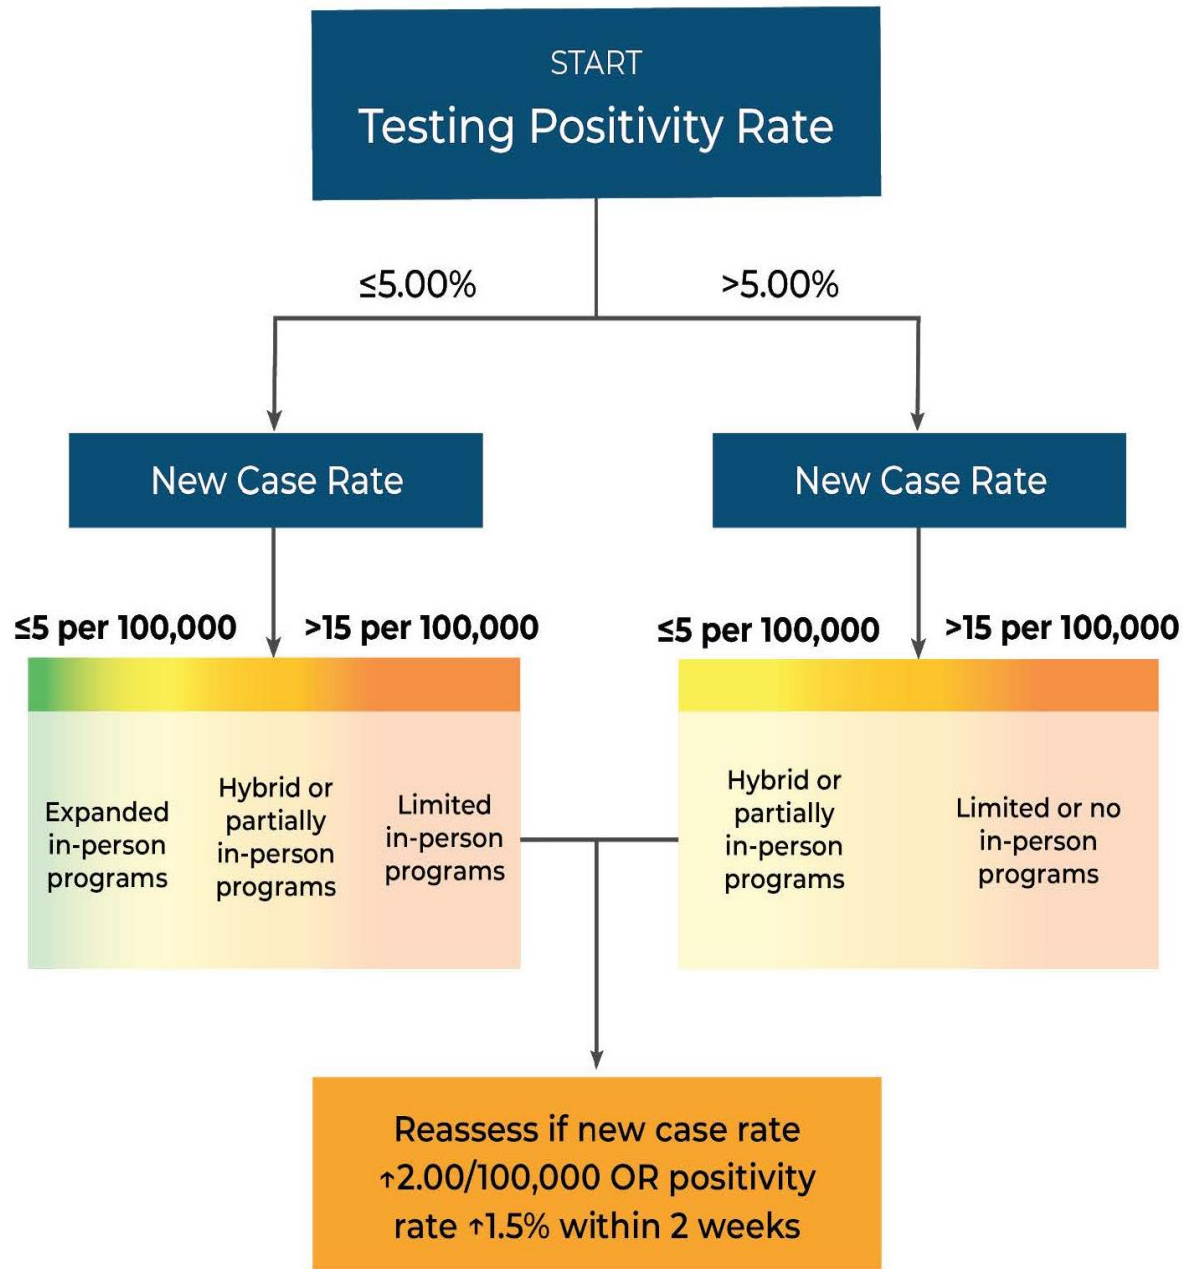 START
Testing Positivity Rate
≤5.00%
>5.00%
New Case Rate
New Case Rate
≤5 per 100,000
>15 per 100,000
≤5 per 100,000
>15 per 100,000
Expanded
in-person
programs
Hybrid or
partially
in-person
programs
Limited
in-person
programs
Hybrid or
partially
in-person
programs
Limited or no
in-person
programs
Reassess if new case rate
↑2.00/100,000 OR positivity
rate ↑1.5% within 2 weeks